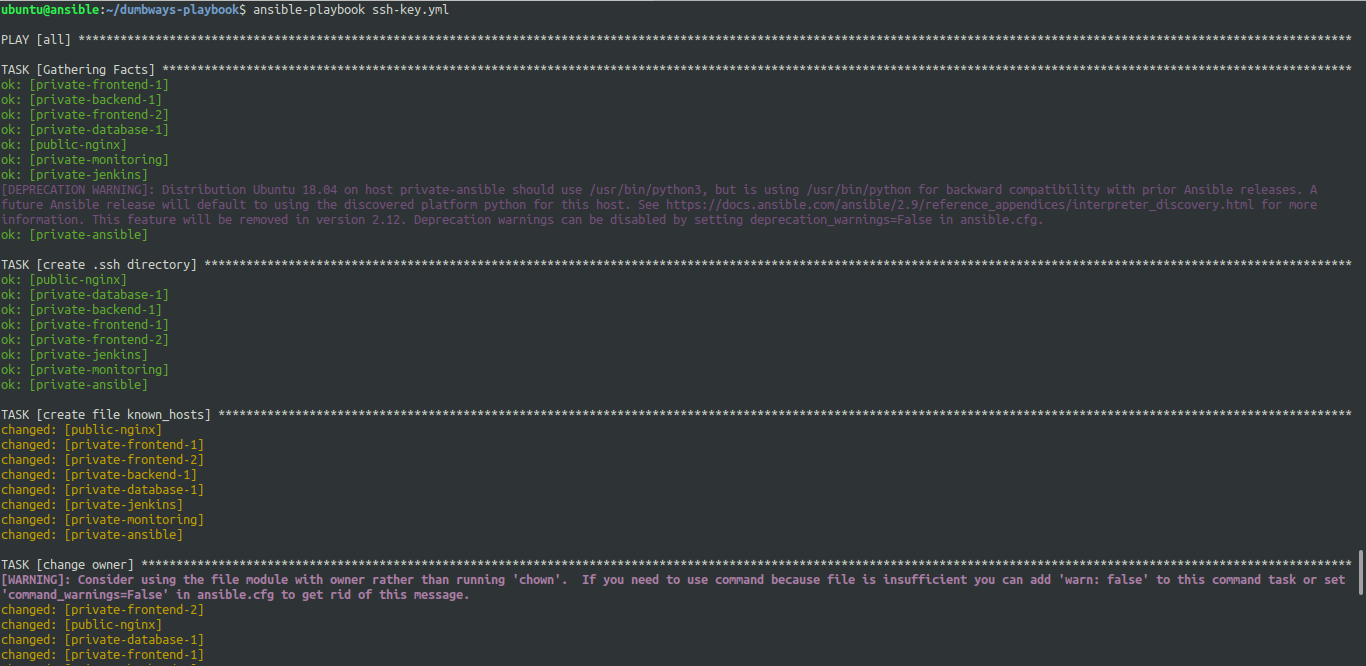 ubuntu@ansible:~/dumbways-playbook$ ansible-playbook ssh-key.yml
PLAY [all] ****************************************************************************************************************************************************************************************
TASK [Gathering Facts] ****************************************************************************************************************************************************************************
ok: [private-frontend-1]
ok: [private-backend-1]
ok: [private-frontend-2]
ok: [private-database-1]
ok: [public-nginx]
ok: [private-monitoring]
ok: [private-jenkins]
[DEPRECATION WARNING]: Distribution Ubuntu 18.04 on host private-ansible should use /usr/bin/python3, but is using /usr/bin/python for backward compatibility with prior Ansible releases. A
future Ansible release will default to using the discovered platform python for this host. See https://docs.ansible.com/ansible/2.9/reference_appendices/interpreter_discovery.html for more
information. This feature will be removed in version 2.12. Deprecation warnings can be disabled by setting deprecation_warnings=False in ansible.cfg.
ok: [private-ansible]
TASK [create .ssh directory] **********************************************************************************************************************************************************************
ok: [public-nginx]
ok: [private-database-1]
ok: [private-backend-1]
ok: [private-frontend-1]
ok: [private-frontend-2]
ok: [private-jenkins]
ok: [private-monitoring]
ok: [private-ansible]
TASK [create file known_hosts] ********************************************************************************************************************************************************************
changed: [public-nginx]
changed: [private-frontend-1]
changed: [private-frontend-2]
changed: [private-backend-1]
changed: [private-database-1]
changed: [private-jenkins]
changed: [private-monitoring]
changed: [private-ansible]
TASK [change owner] *******************************************************************************************************************************************************************************
[WARNING]: Consider using the file module with owner rather than running 'chown'.  If you need to use command because file is insufficient you can add 'warn: false' to this command task or set
'command_warnings=False' in ansible.cfg to get rid of this message.
changed: [private-frontend-2]
changed: [public-nginx]
changed: [private-database-1]
changed: [private-frontend-1]